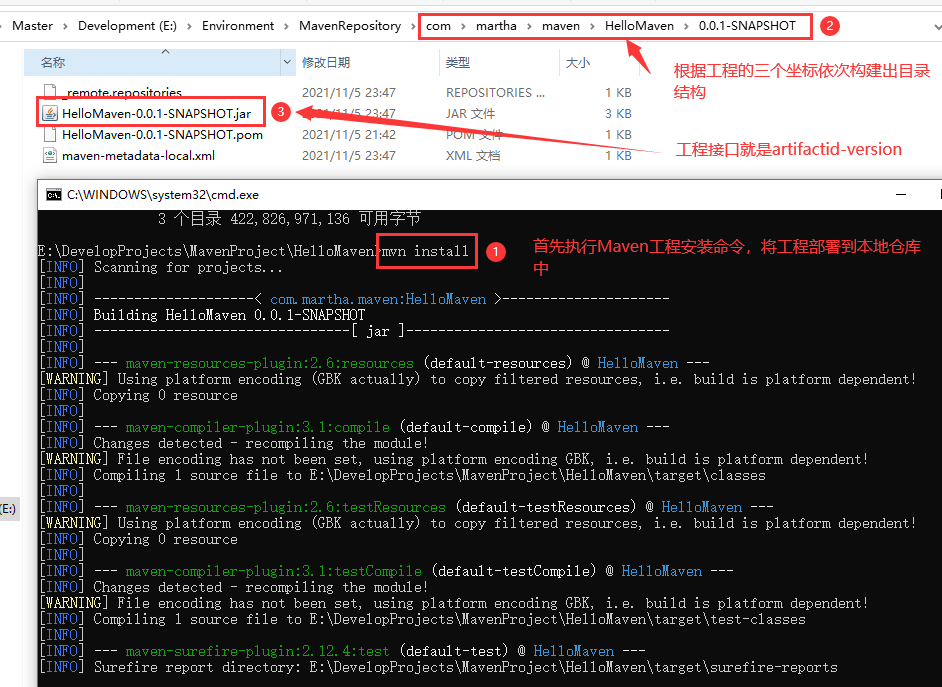 Master › Development (E:) › Environment › MavenRepository › com › martha › maven › HelloMaven › 0.0.1-SNAPSHOT 2
名称 修改日期 类型 大小
根据工程的三个坐标依次构建出目录
结构
_remote.repositories 2021/11/5 23:47 REPOSITORIES ... 1 KB
HelloMaven-0.0.1-SNAPSHOT.jar 3 2021/11/5 23:47 JAR 文件 3 KB
HelloMaven-0.0.1-SNAPSHOT.pom 2021/11/5 21:42 POM 文件 1 KB
maven-metadata-local.xml 2021/11/5 23:47 XML 文档 1 KB
工程接口就是artifactid-version
C:\WINDOWS\system32\cmd.exe
3 个目录 422,826,971,136 可用字节
E:\DevelopProjects\MavenProject\HelloMaven>mvn install 1
首先执行Maven工程安装命令，将工程部署到本地仓库
中
[INFO] Scanning for projects...
[INFO]
[INFO] --------------------< com.martha.maven:HelloMaven >---------------------
[INFO] Building HelloMaven 0.0.1-SNAPSHOT
[INFO] --------------------------------[ jar ]---------------------------------
[INFO]
[INFO] --- maven-resources-plugin:2.6:resources (default-resources) @ HelloMaven ---
[WARNING] Using platform encoding (GBK actually) to copy filtered resources, i.e. build is platform dependent!
[INFO] Copying 0 resource
[INFO]
[INFO] --- maven-compiler-plugin:3.1:compile (default-compile) @ HelloMaven ---
[INFO] Changes detected - recompiling the module!
[WARNING] File encoding has not been set, using platform encoding GBK, i.e. build is platform dependent!
[INFO] Compiling 1 source file to E:\DevelopProjects\MavenProject\HelloMaven\target\classes
[INFO]
[INFO] --- maven-resources-plugin:2.6:testResources (default-testResources) @ HelloMaven ---
[WARNING] Using platform encoding (GBK actually) to copy filtered resources, i.e. build is platform dependent!
[INFO] Copying 0 resource
[INFO]
[INFO] --- maven-compiler-plugin:3.1:testCompile (default-testCompile) @ HelloMaven ---
[INFO] Changes detected - recompiling the module!
[WARNING] File encoding has not been set, using platform encoding GBK, i.e. build is platform dependent!
[INFO] Compiling 1 source file to E:\DevelopProjects\MavenProject\HelloMaven\target\test-classes
[INFO]
[INFO] --- maven-surefire-plugin:2.12.4:test (default-test) @ HelloMaven ---
[INFO] Surefire report directory: E:\DevelopProjects\MavenProject\HelloMaven\target\surefire-reports
(E:)